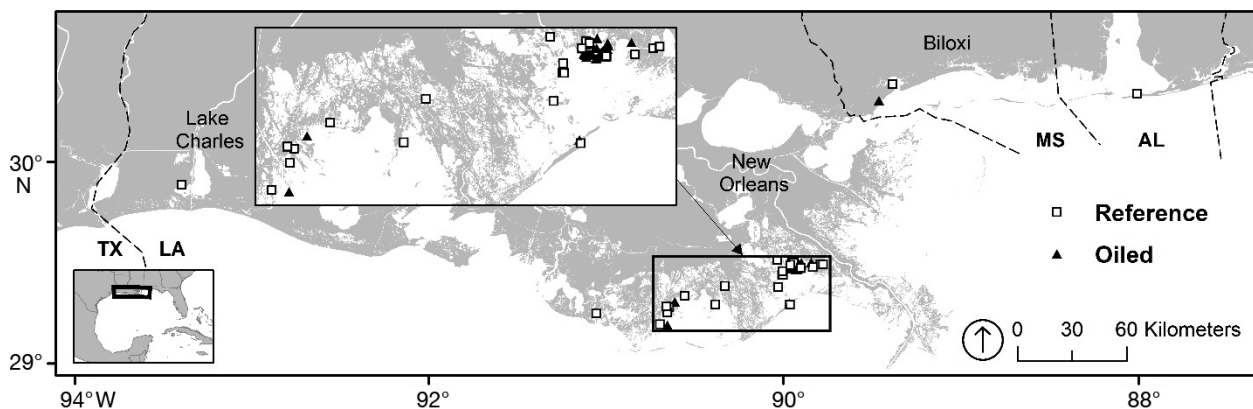 Biloxi
Lake
Charles
30°
N
New
Orleans
MS
AL
Reference
Oiled
TX
LA
0
30
60 Kilometers
29°
94°W
92°
90°
88°